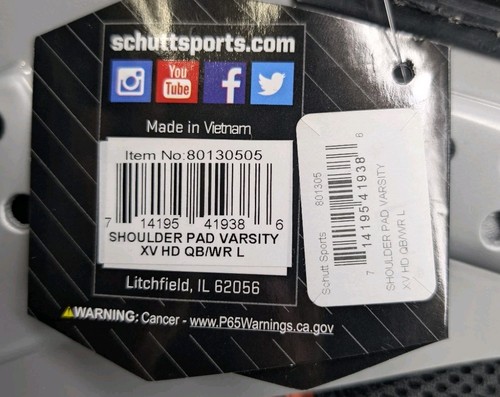 schuttsports.com
You
Tube
f
Made in Vietnam
Item No:80130505
7 14195 41938 6
SHOULDER PAD VARSITY
XV HD QB/WR L
Litchfield, IL 62056
WARNING: Cancer - www.P65Warnings.ca.gov
Schutt Sports 801305
7 14195 41938 6
SHOULDER PAD VARSITY
XV HD QB/WR L